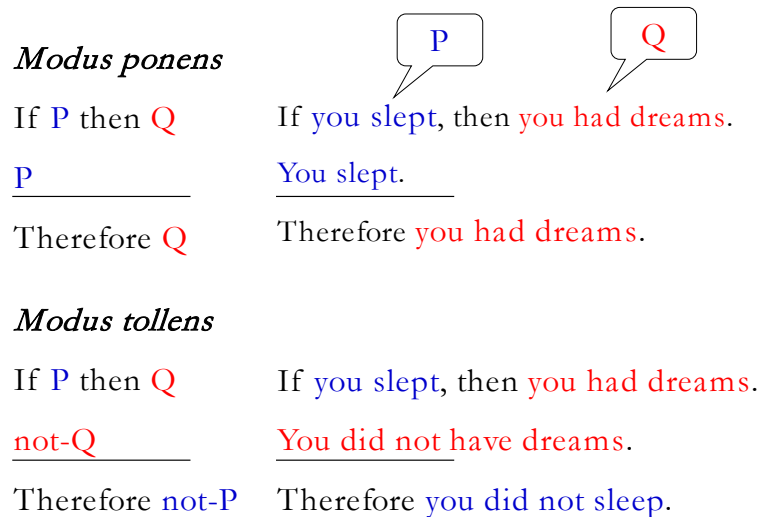 P
Q
Modus ponens
If P then Q
If you slept, then you had dreams.
P
You slept.
Therefore Q
Therefore you had dreams.
Modus tollens
If P then Q
If you slept, then you had dreams.
not-Q
You did not have dreams.
Therefore not-P
Therefore you did not sleep.